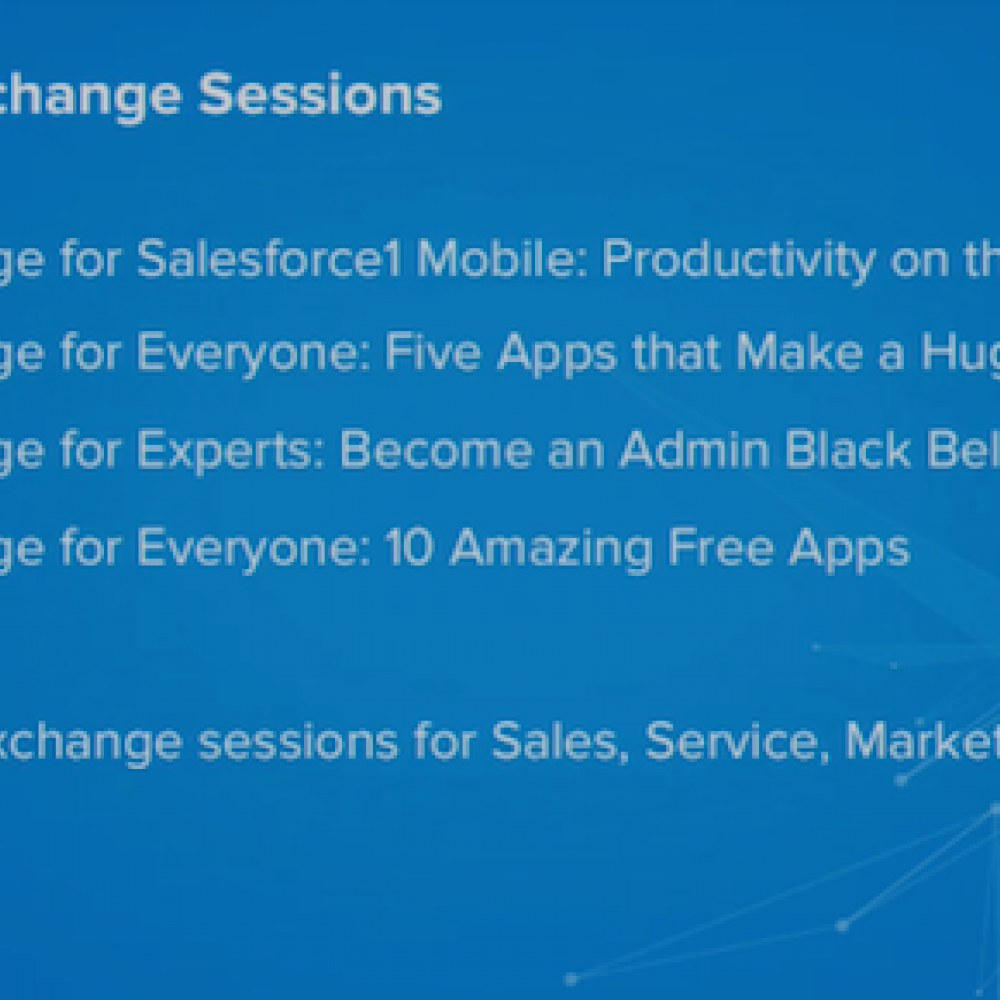 change Sessions
ge for Salesforce1 Mobile: Productivity on th
ge for Everyone: Five Apps that Make a Hug
ge for Experts: Become an Admin Black Bel
ge for Everyone: 10 Amazing Free Apps
xchange sessions for Sales, Service, Market